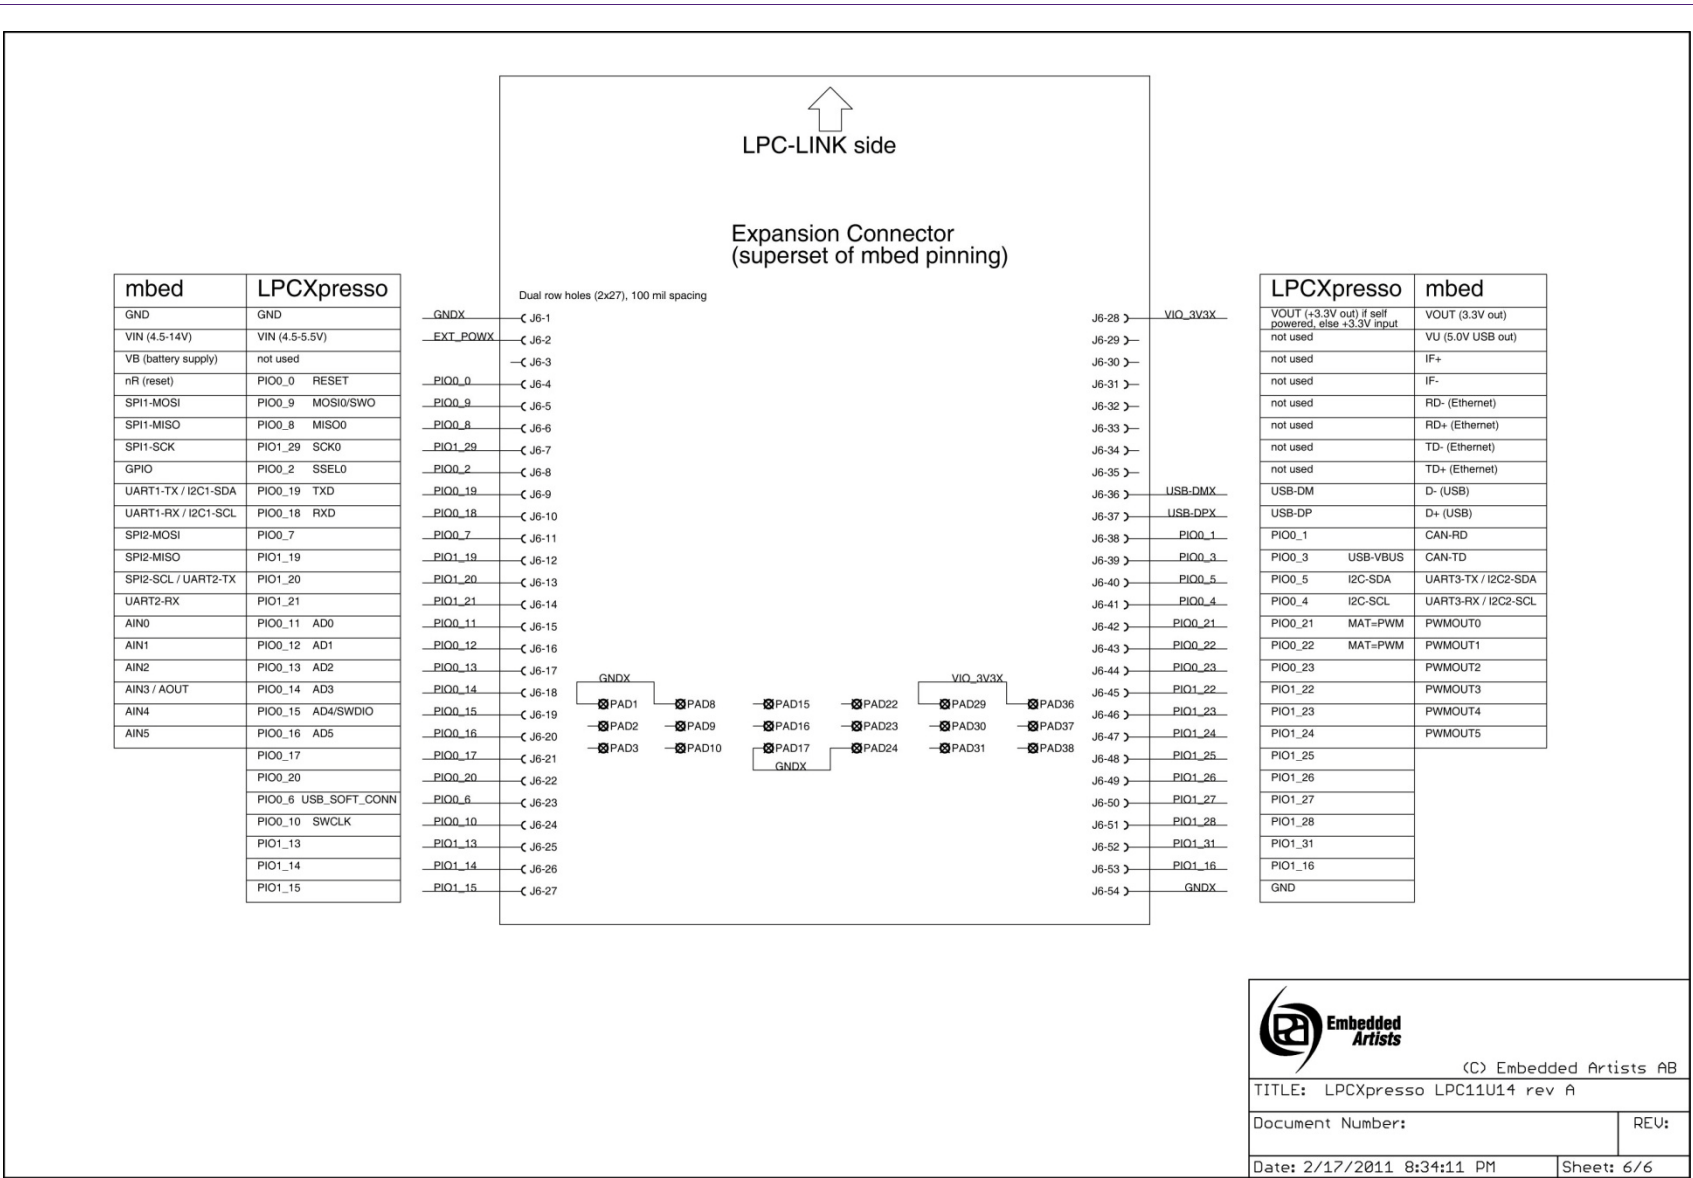 LPC-LINK side
Expansion Connector
(superset of mbed pinning)
Dual row holes (2x27), 100 mil spacing
mbed LPCXpresso
GND GND GNDX J6-1
VIN (4.5-14V) VIN (4.5-5.5V) EXT_POWX J6-2
VB (battery supply) not used J6-3
nR (reset) PIO0_0 RESET PIO0_0 J6-4
SPI1-MOSI PIO0_9 MOSI0/SWO PIO0_9 J6-5
SPI1-MISO PIO0_8 MISO0 PIO0_8 J6-6
SPI1-SCK PIO1_29 SCK0 PIO1_29 J6-7
GPIO PIO0_2 SSEL0 PIO0_2 J6-8
UART1-TX / I2C1-SDA PIO0_19 TXD PIO0_19 J6-9
UART1-RX / I2C1-SCL PIO0_18 RXD PIO0_18 J6-10
SPI2-MOSI PIO0_7 PIO0_7 J6-11
SPI2-MISO PIO1_19 PIO1_19 J6-12
SPI2-SCL / UART2-TX PIO1_20 PIO1_20 J6-13
UART2-RX PIO1_21 PIO1_21 J6-14
AIN0 PIO0_11 AD0 PIO0_11 J6-15
AIN1 PIO0_12 AD1 PIO0_12 J6-16
AIN2 PIO0_13 AD2 PIO0_13 J6-17
AIN3 / AOUT PIO0_14 AD3 PIO0_14 J6-18
AIN4 PIO0_15 AD4/SWDIO PIO0_15 J6-19
AIN5 PIO0_16 AD5 PIO0_16 J6-20
PIO0_17 PIO0_17 J6-21
PIO0_20 PIO0_20 J6-22
PIO0_6 USB_SOFT_CONN PIO0_6 J6-23
PIO0_10 SWCLK PIO0_10 J6-24
PIO1_13 PIO1_13 J6-25
PIO1_14 PIO1_14 J6-26
PIO1_15 PIO1_15 J6-27
GNDX VIO_3V3X
PAD1 PAD8 PAD15 PAD22 PAD29 PAD36
PAD2 PAD9 PAD16 PAD23 PAD30 PAD37
PAD3 PAD10 PAD17 PAD24 PAD31 PAD38
GNDX
LPCXpresso mbed
J6-28 VIO_3V3X VOUT (+3.3V out) if self
powered, else +3.3V input VOUT (3.3V out)
J6-29 not used VU (5.0V USB out)
J6-30 not used IF+
J6-31 not used IF-
J6-32 not used RD- (Ethernet)
J6-33 not used RD+ (Ethernet)
J6-34 not used TD- (Ethernet)
J6-35 not used TD+ (Ethernet)
J6-36 USB-DMX USB-DM D- (USB)
J6-37 USB-DPX USB-DP D+ (USB)
J6-38 PIO0_1 PIO0_1 CAN-RD
J6-39 PIO0_3 PIO0_3 USB-VBUS CAN-TD
J6-40 PIO0_5 PIO0_5 I2C-SDA UART3-TX / I2C2-SDA
J6-41 PIO0_4 PIO0_4 I2C-SCL UART3-RX / I2C2-SCL
J6-42 PIO0_21 PIO0_21 MAT=PWM PWMOUT0
J6-43 PIO0_22 PIO0_22 MAT=PWM PWMOUT1
J6-44 PIO0_23 PIO0_23 PWMOUT2
J6-45 PIO1_22 PIO1_22 PWMOUT3
J6-46 PIO1_23 PIO1_23 PWMOUT4
J6-47 PIO1_24 PIO1_24 PWMOUT5
J6-48 PIO1_25 PIO1_25
J6-49 PIO1_26 PIO1_26
J6-50 PIO1_27 PIO1_27
J6-51 PIO1_28 PIO1_28
J6-52 PIO1_31 PIO1_31
J6-53 PIO1_16 PIO1_16
J6-54 GNDX GND
Embedded
Artists
(C) Embedded Artists AB
TITLE: LPCXpresso LPC11U14 rev A
Document Number: REV:
Date: 2/17/2011 8:34:11 PM Sheet: 6/6